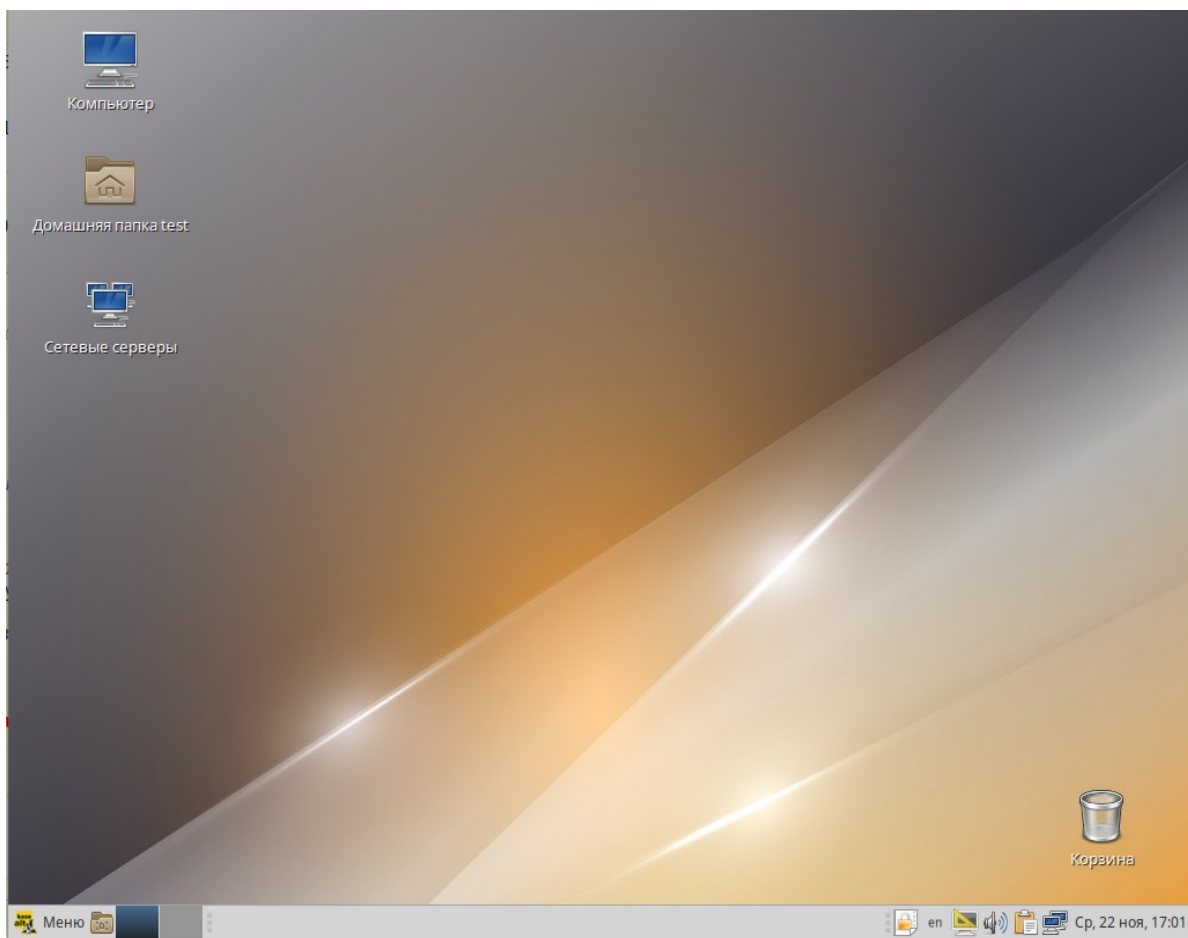 Компьютер
Домашняя папка test
Сетевые серверы
Корзина
Меню
en
Ср, 22 ноя, 17:01